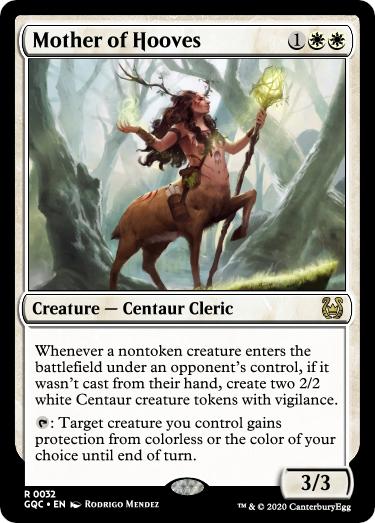 Mother of Hooves 1
Creature — Centaur Cleric
Whenever a nontoken creature enters the
battlefield under an opponent's control, if it
wasn't cast from their hand, create two 2/2
white Centaur creature tokens with vigilance.
: Target creature you control gains
protection from colorless or the color of your
choice until end of turn.
3/3
R 0032
GQC • EN Rodrigo Mendez
™ & © 2020 CanterburyEgg